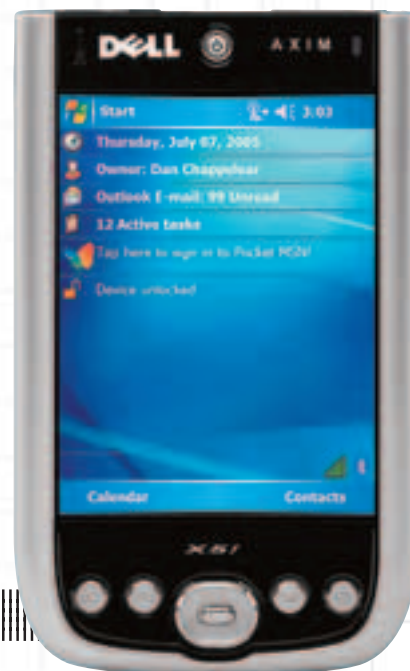 DELL AXIM
Start 3:03
Thursday, July 07, 2005
Owner: Dan Chappelear
Outlook E-mail: 99 Unread
12 Active tasks
Tap here to sign in to Pocket MSN!
Device unlocked
Calendar Contacts
X51